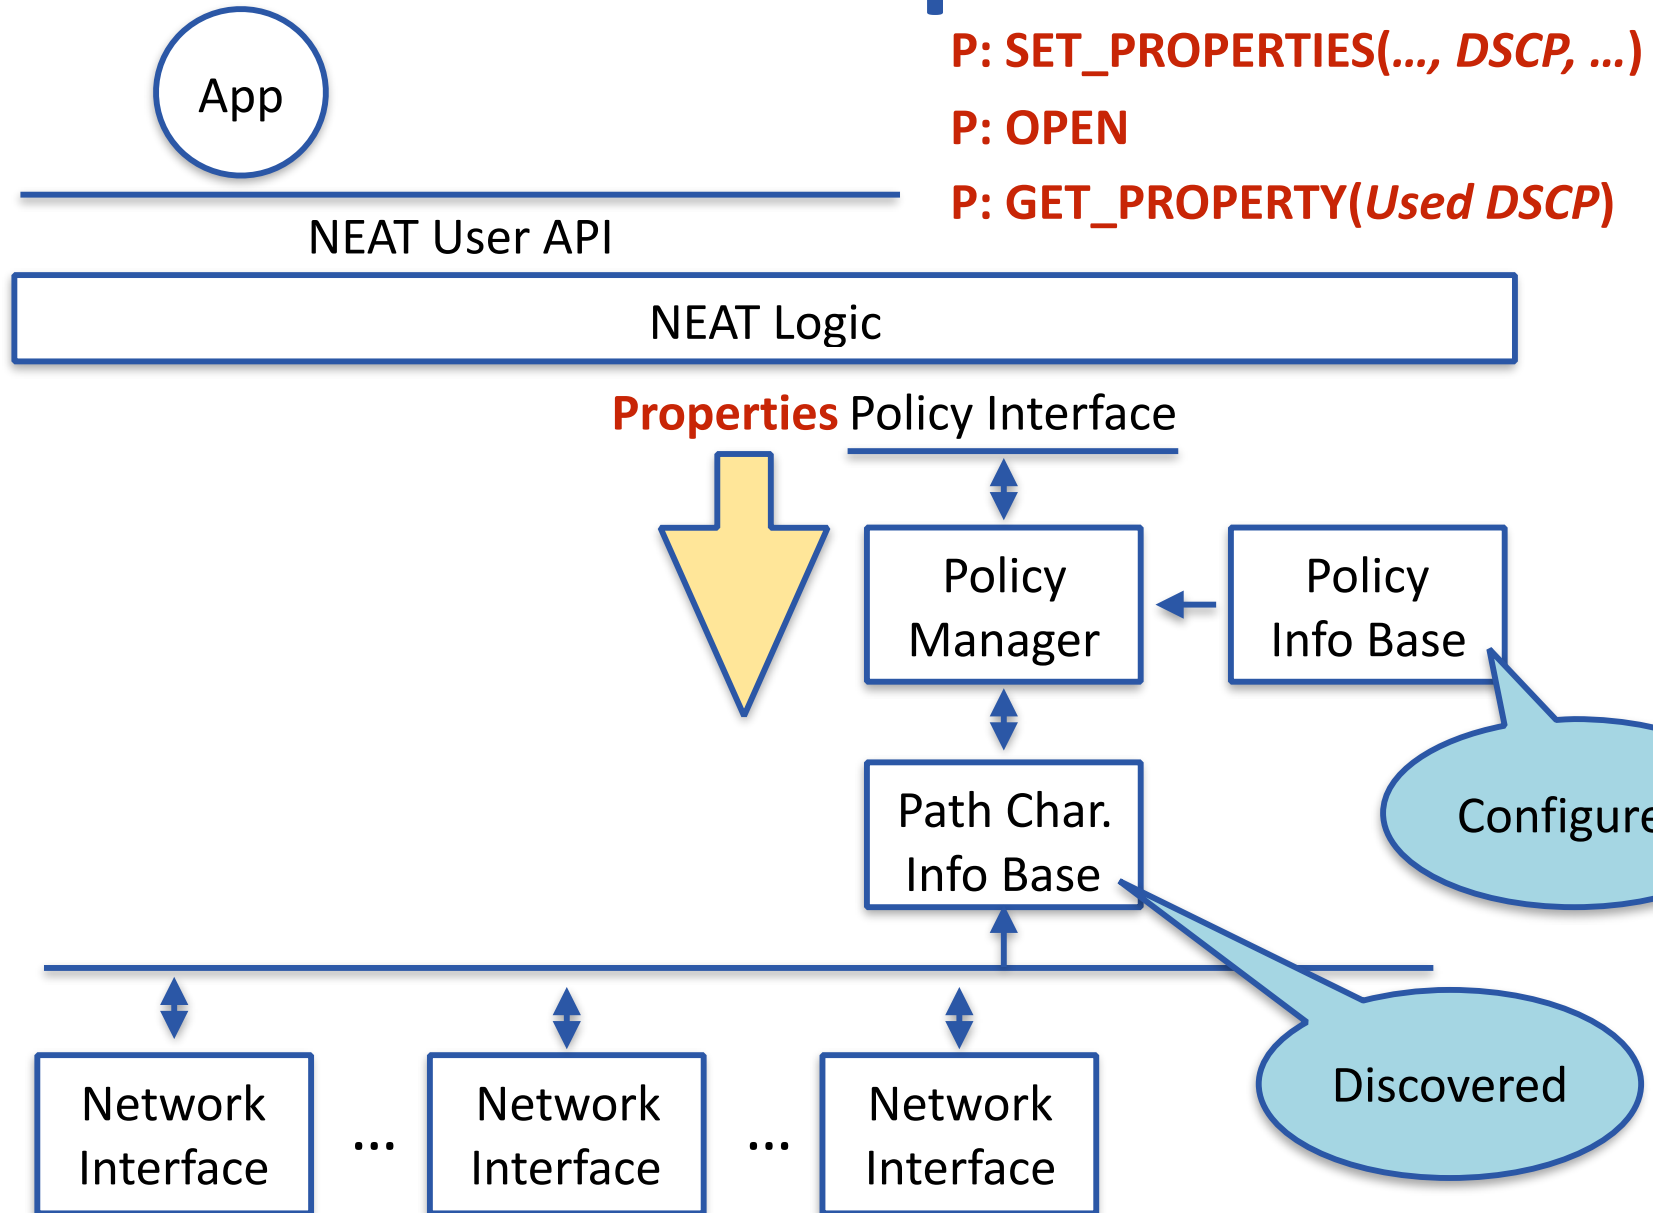 App
P: SET_PROPERTIES(..., DSCP, ...)
P: OPEN
P: GET_PROPERTY(Used DSCP)
NEAT User API
NEAT Logic
Properties Policy Interface
Policy
Manager
Policy
Info Base
Path Char.
Info Base
Configure
Discovered
Network
Interface
...
Network
Interface
...
Network
Interface